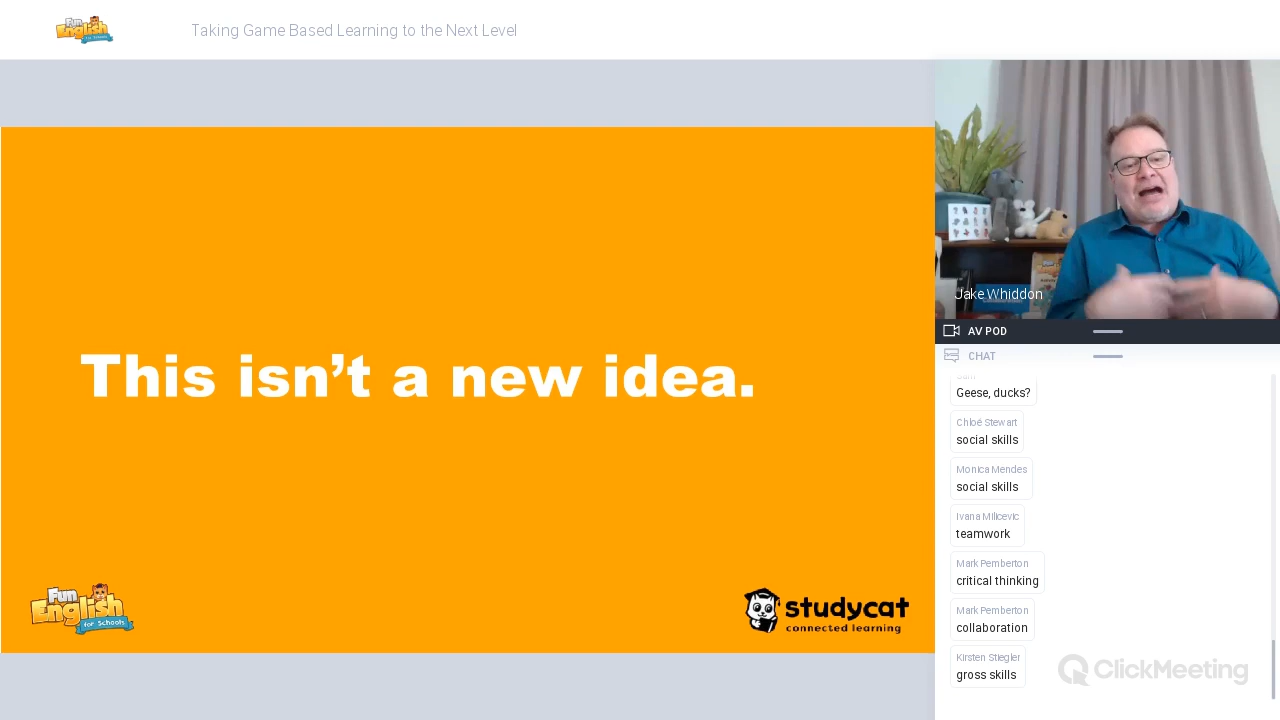 Fun
English
for Schools
Taking Game Based Learning to the Next Level
This isn't a new idea.
Fun
English
for Schools
studycat
connected learning
Jake Whiddon
AV POD
CHAT
Geese, ducks?
Chloé Stewart
social skills
Monica Mendes
social skills
Ivana Milicevic
teamwork
Mark Pemberton
critical thinking
Mark Pemberton
collaboration
Kirsten Stiegler
gross skills
ClickMeeting